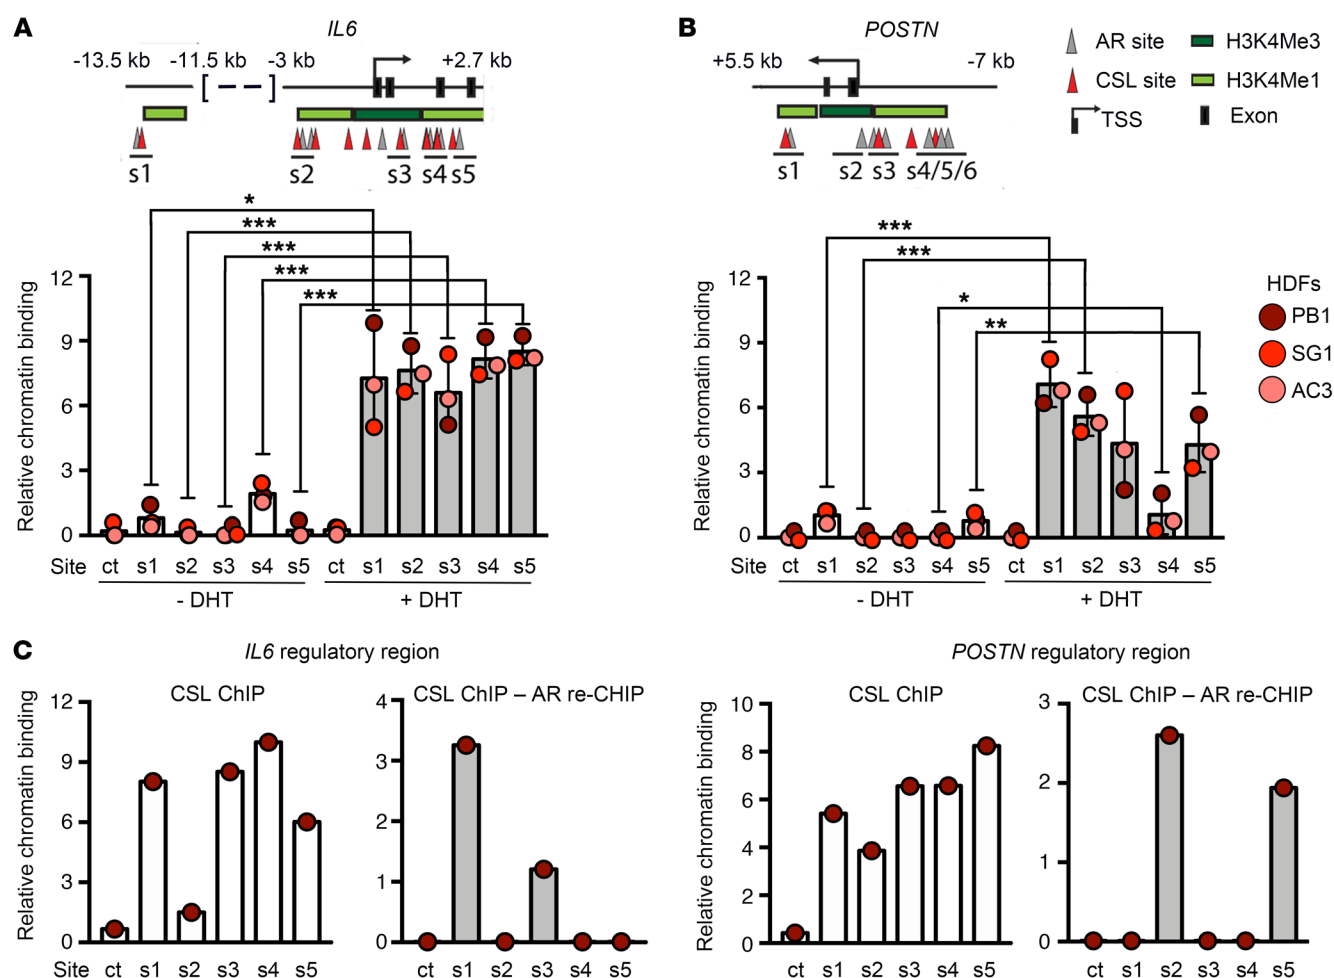 A
IL6
-13.5 kb
-11.5 kb
-3 kb
+2.7 kb
s1
s2
s3
s4
s5
*
***
***
***
***
Relative chromatin binding
12
9
6
3
0
Site ct s1 s2 s3 s4 s5 ct s1 s2 s3 s4 s5
- DHT
+ DHT
B
POSTN
+5.5 kb
-7 kb
s1
s2
s3
s4/5/6
AR site
H3K4Me3
CSL site
H3K4Me1
TSS
Exon
***
***
*
**
Relative chromatin binding
12
9
6
3
0
Site ct s1 s2 s3 s4 s5 ct s1 s2 s3 s4 s5
- DHT
+ DHT
HDFs
PB1
SG1
AC3
C
IL6 regulatory region
CSL ChIP
Relative chromatin binding
12
9
6
3
0
Site ct s1 s2 s3 s4 s5
CSL ChIP – AR re-CHIP
4
3
2
1
0
ct s1 s2 s3 s4 s5
POSTN regulatory region
CSL ChIP
Relative chromatin binding
10
8
6
4
2
0
ct s1 s2 s3 s4 s5
CSL ChIP – AR re-CHIP
3
2
1
0
ct s1 s2 s3 s4 s5